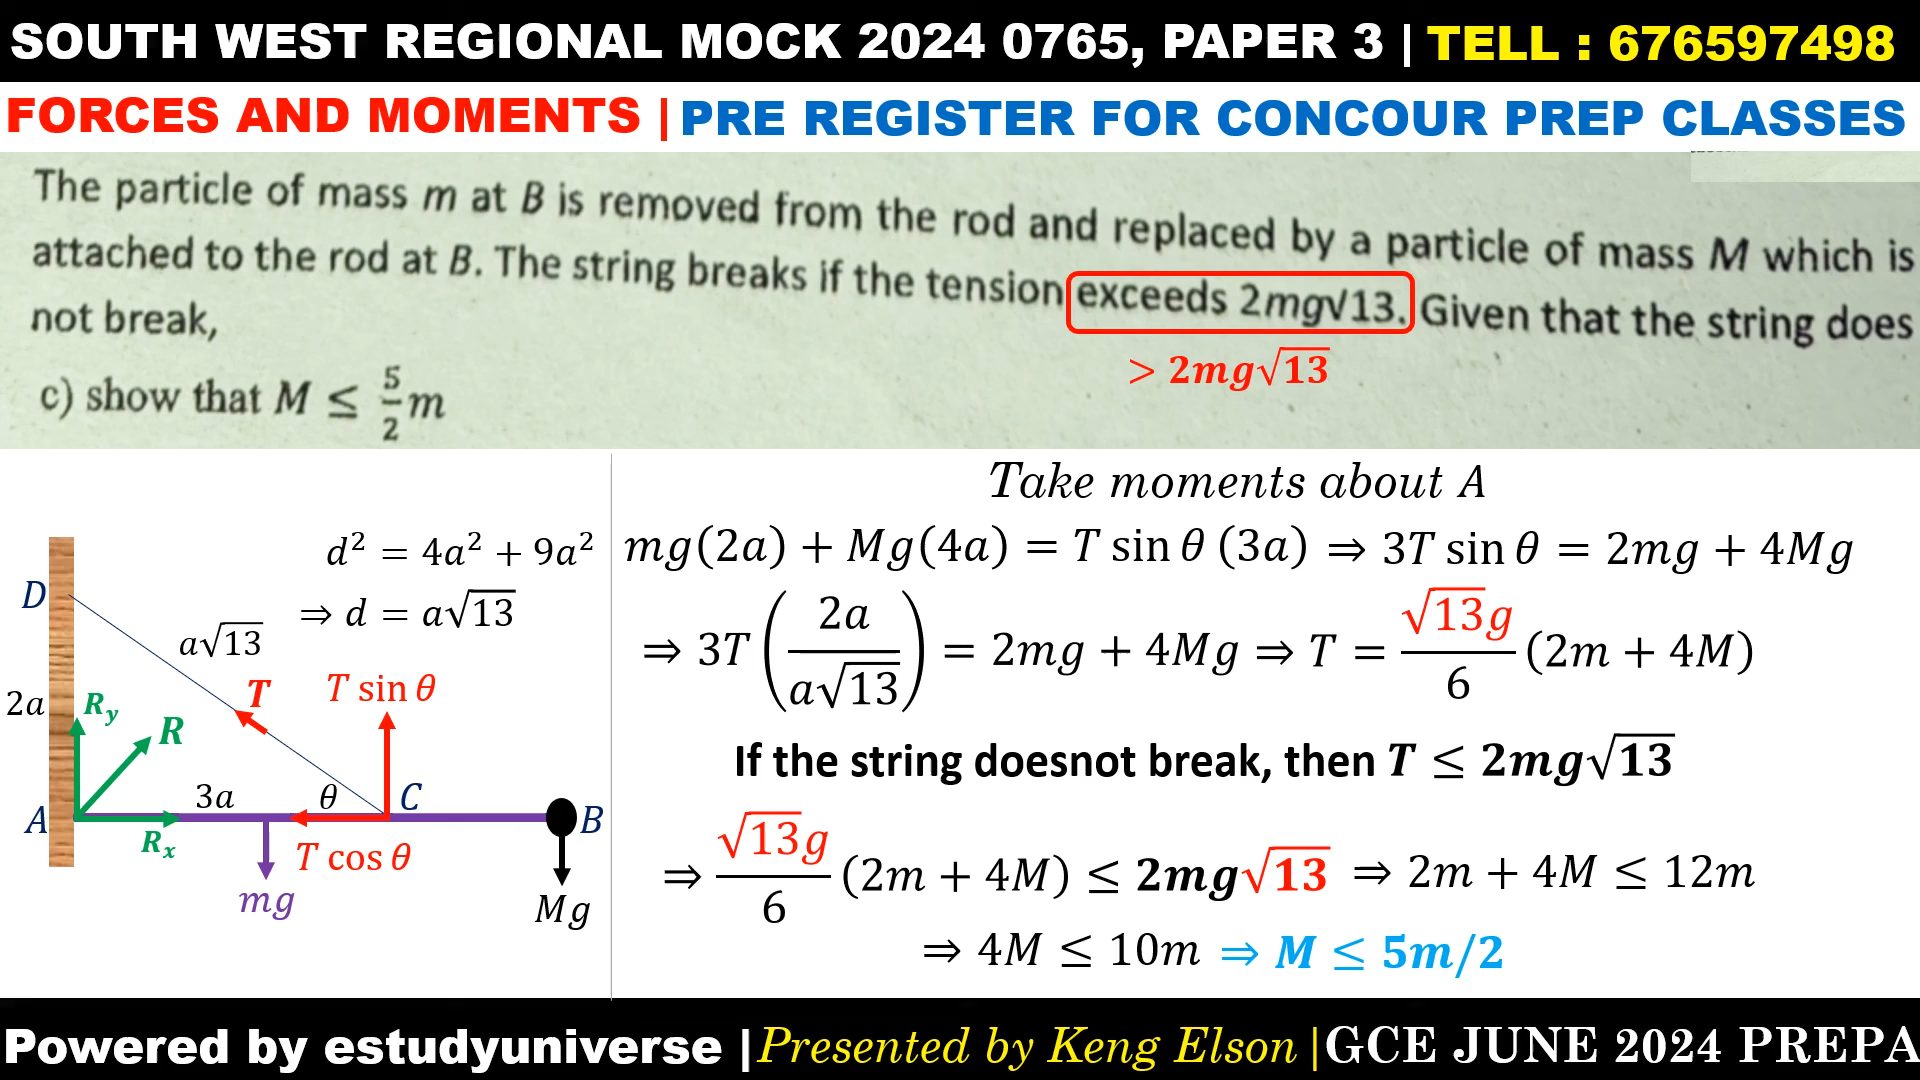 SOUTH WEST REGIONAL MOCK 2024 0765, PAPER 3 | TELL : 676597498
FORCES AND MOMENTS | PRE REGISTER FOR CONCOUR PREP CLASSES
The particle of mass m at B is removed from the rod and replaced by a particle of mass M which is
attached to the rod at B. The string breaks if the tension exceeds 2mg√13. Given that the string does
not break,
> 2mg√13
c) show that M ≤ 5/2 m
d² = 4a² + 9a²
⇒ d = a√13
D
a√13
2a
R_y
R
T
T sin θ
A
3a
θ
C
B
R_x
T cos θ
mg
Mg
Take moments about A
mg(2a) + Mg(4a) = T sin θ (3a) ⇒ 3T sin θ = 2mg + 4Mg
⇒ 3T (2a / a√13) = 2mg + 4Mg ⇒ T = √13g / 6 (2m + 4M)
If the string doesnot break, then T ≤ 2mg√13
⇒ √13g / 6 (2m + 4M) ≤ 2mg√13 ⇒ 2m + 4M ≤ 12m
⇒ 4M ≤ 10m ⇒ M ≤ 5m/2
Powered by estudyuniverse | Presented by Keng Elson | GCE JUNE 2024 PREPA